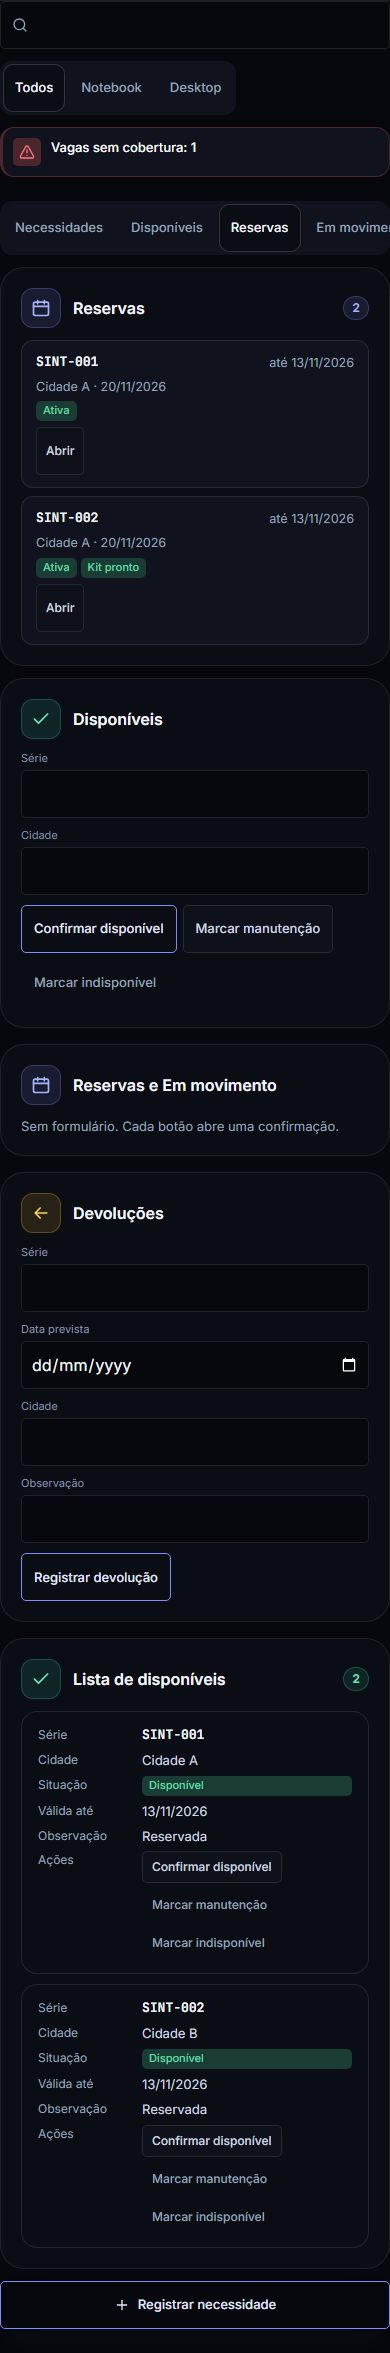 Todos Notebook Desktop
Vagas sem cobertura: 1
Necessidades Disponíveis Reservas Em movime
Reservas 2
SINT-001 até 13/11/2026
Cidade A · 20/11/2026
Ativa
Abrir
SINT-002 até 13/11/2026
Cidade A · 20/11/2026
Ativa Kit pronto
Abrir
Disponíveis
Série
Cidade
Confirmar disponível Marcar manutenção
Marcar indisponível
Reservas e Em movimento
Sem formulário. Cada botão abre uma confirmação.
Devoluções
Série
Data prevista
dd/mm/yyyy
Cidade
Observação
Registrar devolução
Lista de disponíveis 2
Série SINT-001
Cidade Cidade A
Situação Disponível
Válida até 13/11/2026
Observação Reservada
Ações Confirmar disponível
Marcar manutenção
Marcar indisponível
Série SINT-002
Cidade Cidade B
Situação Disponível
Válida até 13/11/2026
Observação Reservada
Ações Confirmar disponível
Marcar manutenção
Marcar indisponível
+ Registrar necessidade